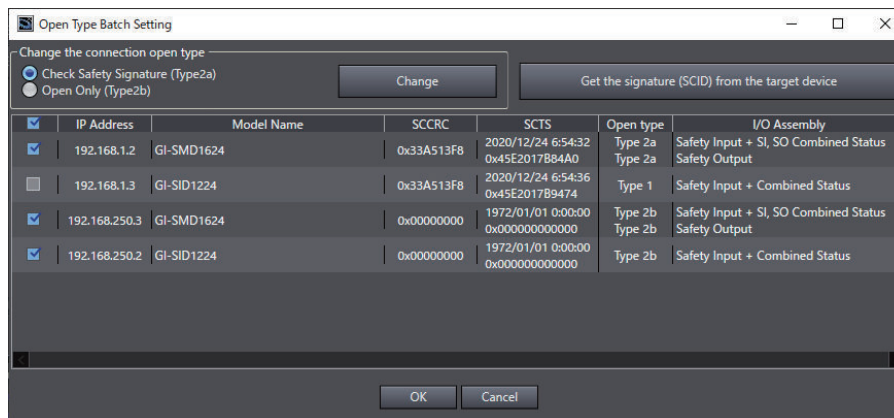 Open Type Batch Setting
Change the connection open type
Check Safety Signature (Type2a)
Open Only (Type2b)
Change
Get the signature (SCID) from the target device
IP Address Model Name SCCRC SCTS Open type I/O Assembly
192.168.1.2 GI-SMD1624 0x33A513F8 2020/12/24 6:54:32 Type 2a Safety Input + SI, SO Combined Status
0x45E2017B84A0 Type 2a Safety Output
192.168.1.3 GI-SID1224 0x33A513F8 2020/12/24 6:54:36 Type 1 Safety Input + Combined Status
0x45E2017B9474
192.168.250.3 GI-SMD1624 0x00000000 1972/01/01 0:00:00 Type 2b Safety Input + SI, SO Combined Status
0x000000000000 Type 2b Safety Output
192.168.250.2 GI-SID1224 0x00000000 1972/01/01 0:00:00 Type 2b Safety Input + Combined Status
0x000000000000
OK Cancel